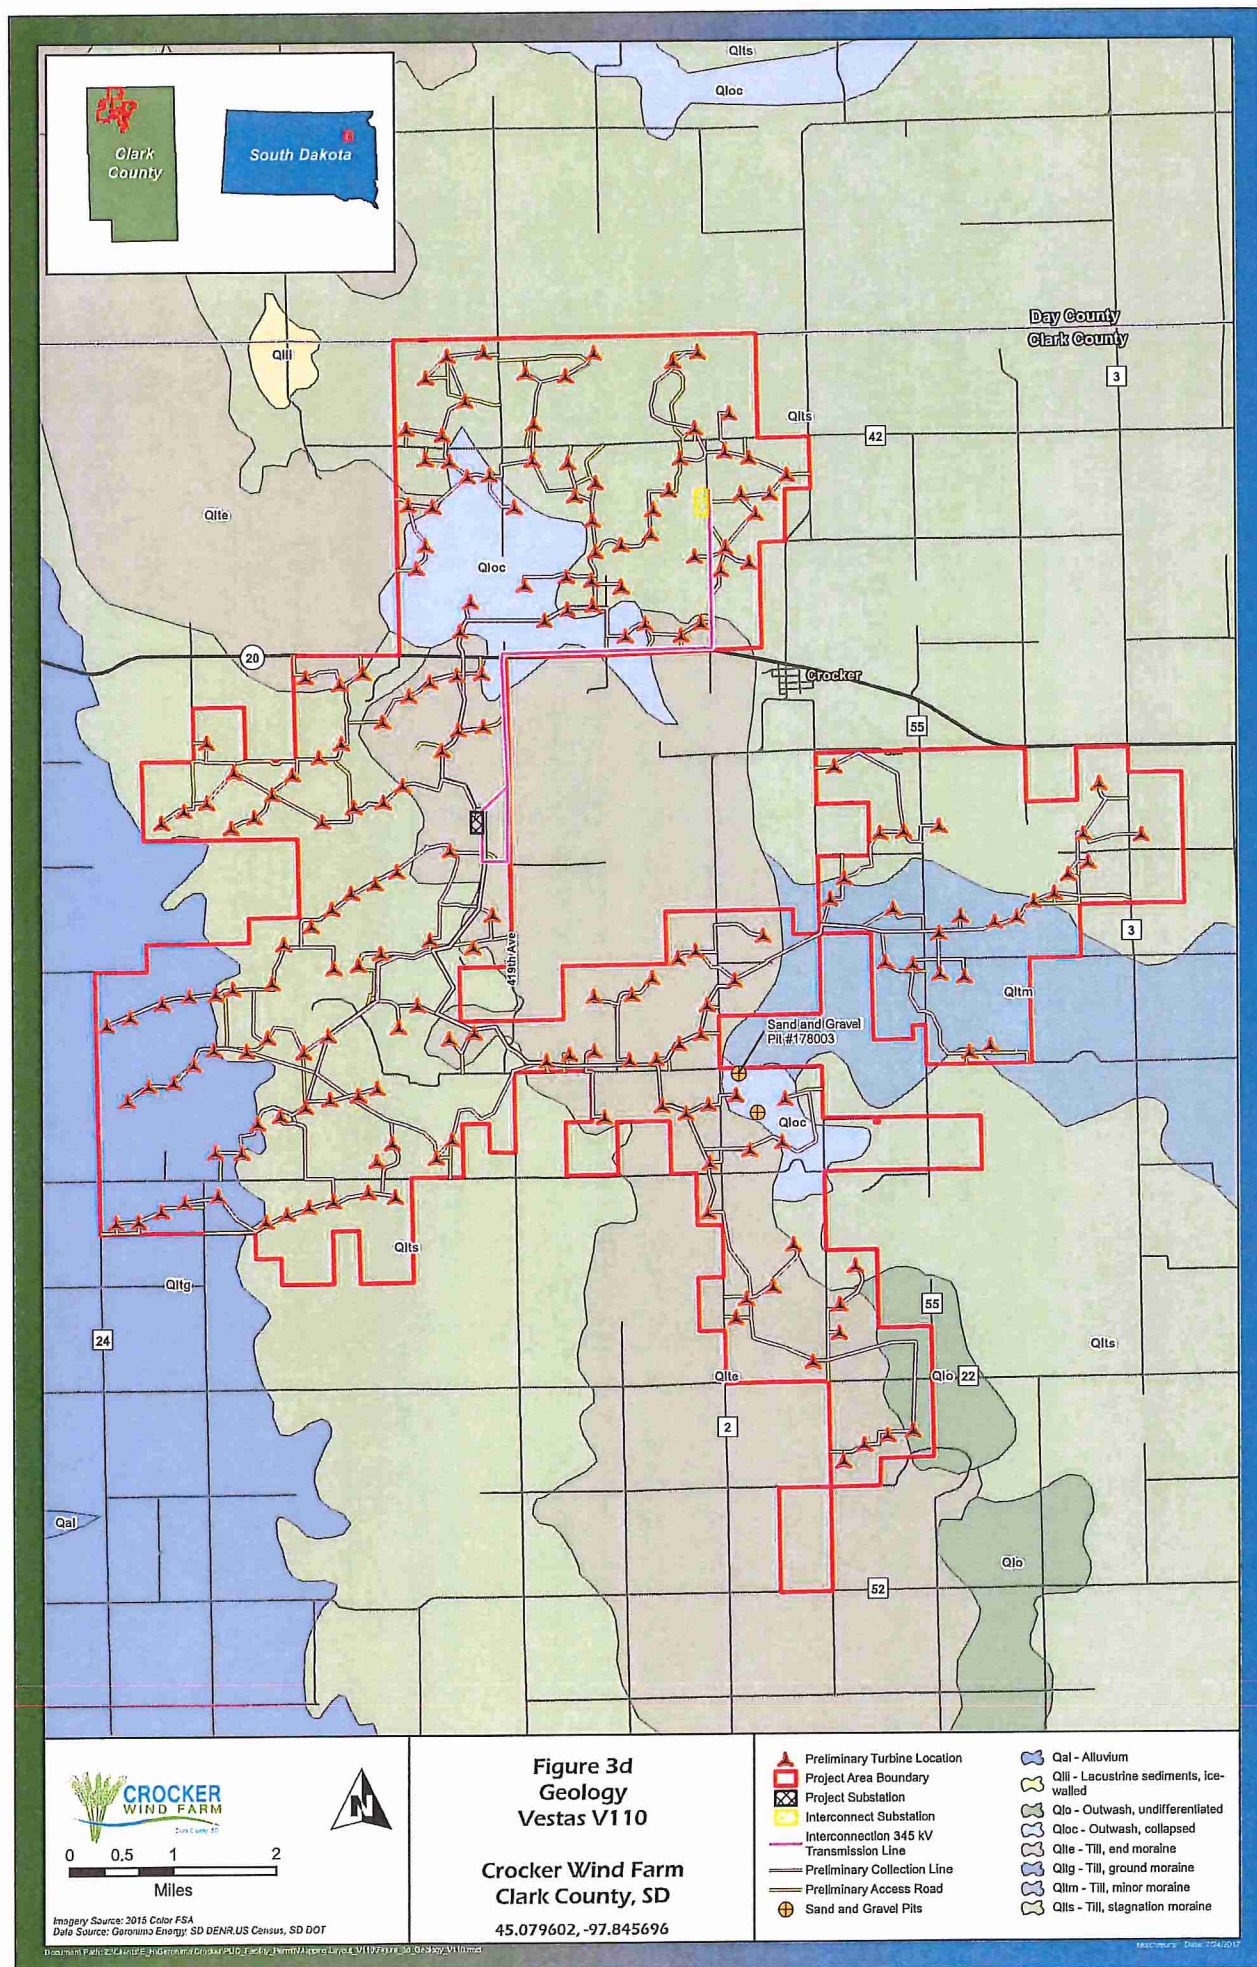 Clark
County
South Dakota
Qlts
Qloc
Day County
Clark County
3
Qlli
Qlts
42
Qlte
Qloc
20
Crocker
55
419th Ave
3
Qltm
Sand and Gravel
Pit #178003
Qloc
Qlts
Qltg
24
55
Qlts
Qlte
Qlo
22
2
Qal
Qlo
52
CROCKER
WIND FARM
Clark County, SD
N
0 0.5 1 2
Miles
Imagery Source: 2015 Color FSA
Data Source: Geronimo Energy, SD DENR,US Census, SD DOT
Figure 3d
Geology
Vestas V110
Crocker Wind Farm
Clark County, SD
45.079602, -97.845696
Preliminary Turbine Location
Project Area Boundary
Project Substation
Interconnect Substation
Interconnection 345 kV
Transmission Line
Preliminary Collection Line
Preliminary Access Road
Sand and Gravel Pits
Qal - Alluvium
Qlli - Lacustrine sediments, ice-
walled
Qlo - Outwash, undifferentiated
Qloc - Outwash, collapsed
Qlte - Till, end moraine
Qltg - Till, ground moraine
Qltm - Till, minor moraine
Qlts - Till, stagnation moraine
Date: 7/24/2017